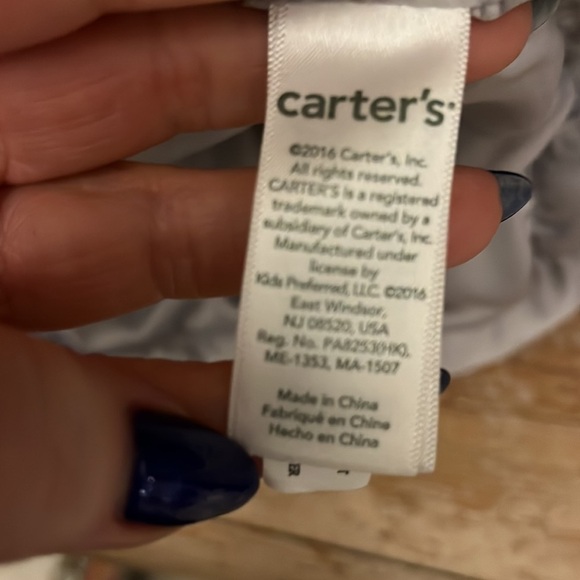 carter's
©2016 Carter's, Inc.
All rights reserved.
CARTER'S is a registered
trademark owned by a
subsidiary of Carter's, Inc.
Manufactured under
license by
Kids Preferred, LLC. ©2016
East Windsor,
NJ 08520, USA
Reg. No. PA8253(HK),
ME-1353, MA-1507
Made in China
Fabriqué en Chine
Hecho en China